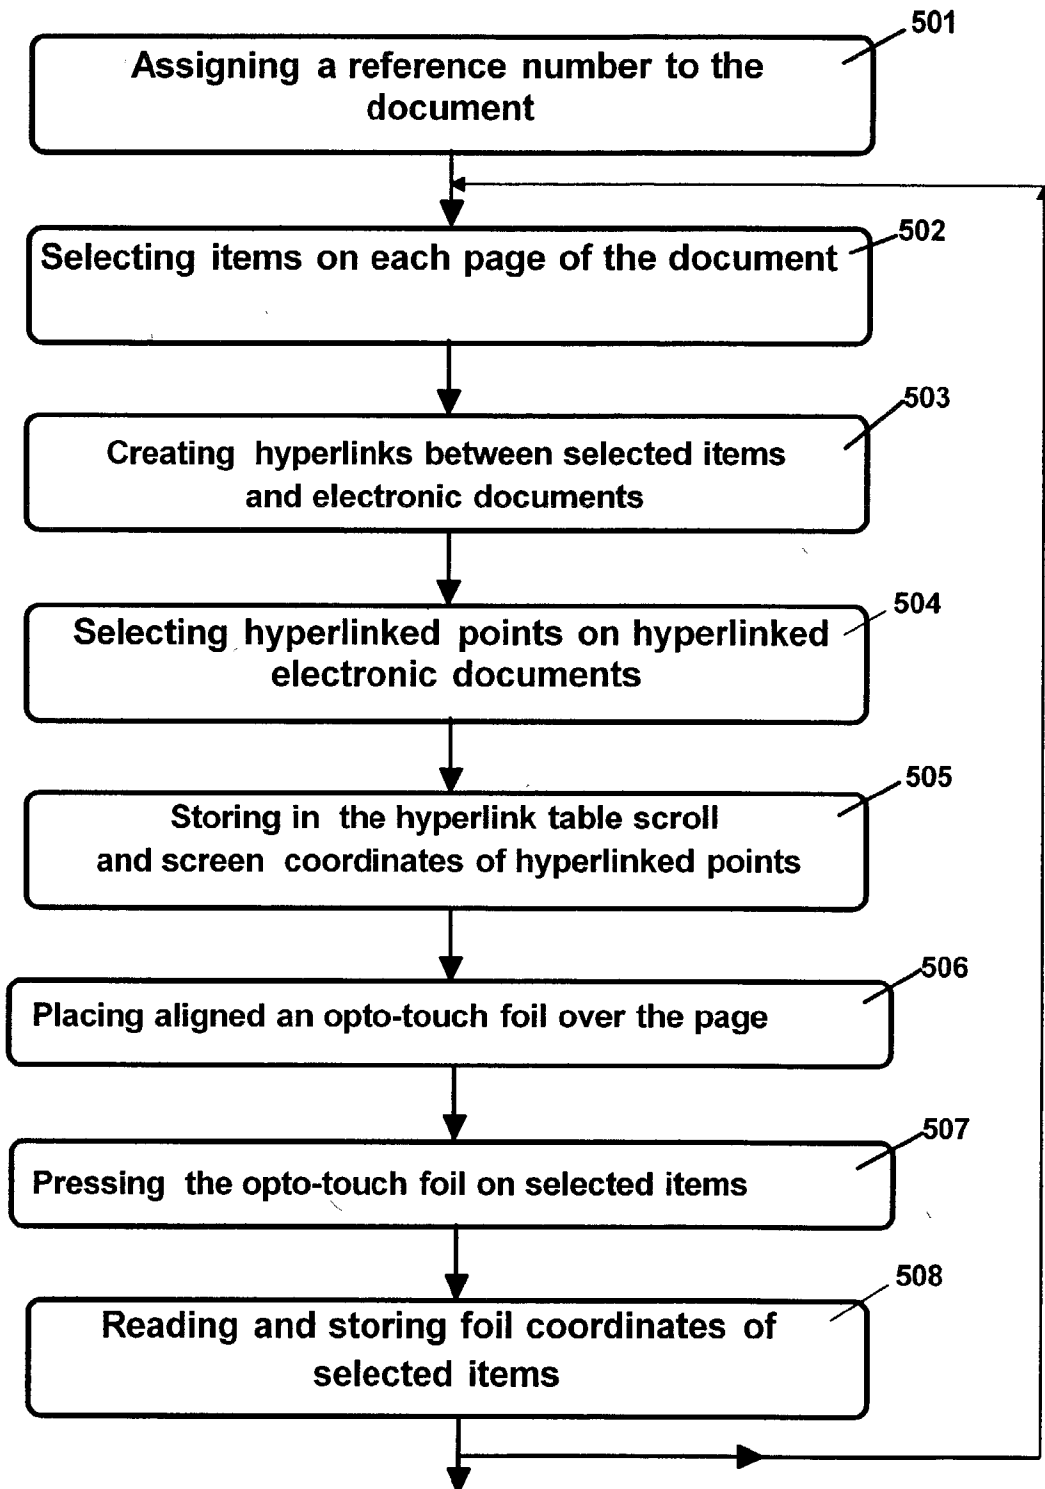 501
Assigning a reference number to the
document
502
Selecting items on each page of the document
503
Creating hyperlinks between selected items
and electronic documents
504
Selecting hyperlinked points on hyperlinked
electronic documents
505
Storing in the hyperlink table scroll
and screen coordinates of hyperlinked points
506
Placing aligned an opto-touch foil over the page
507
Pressing the opto-touch foil on selected items
508
Reading and storing foil coordinates of
selected items